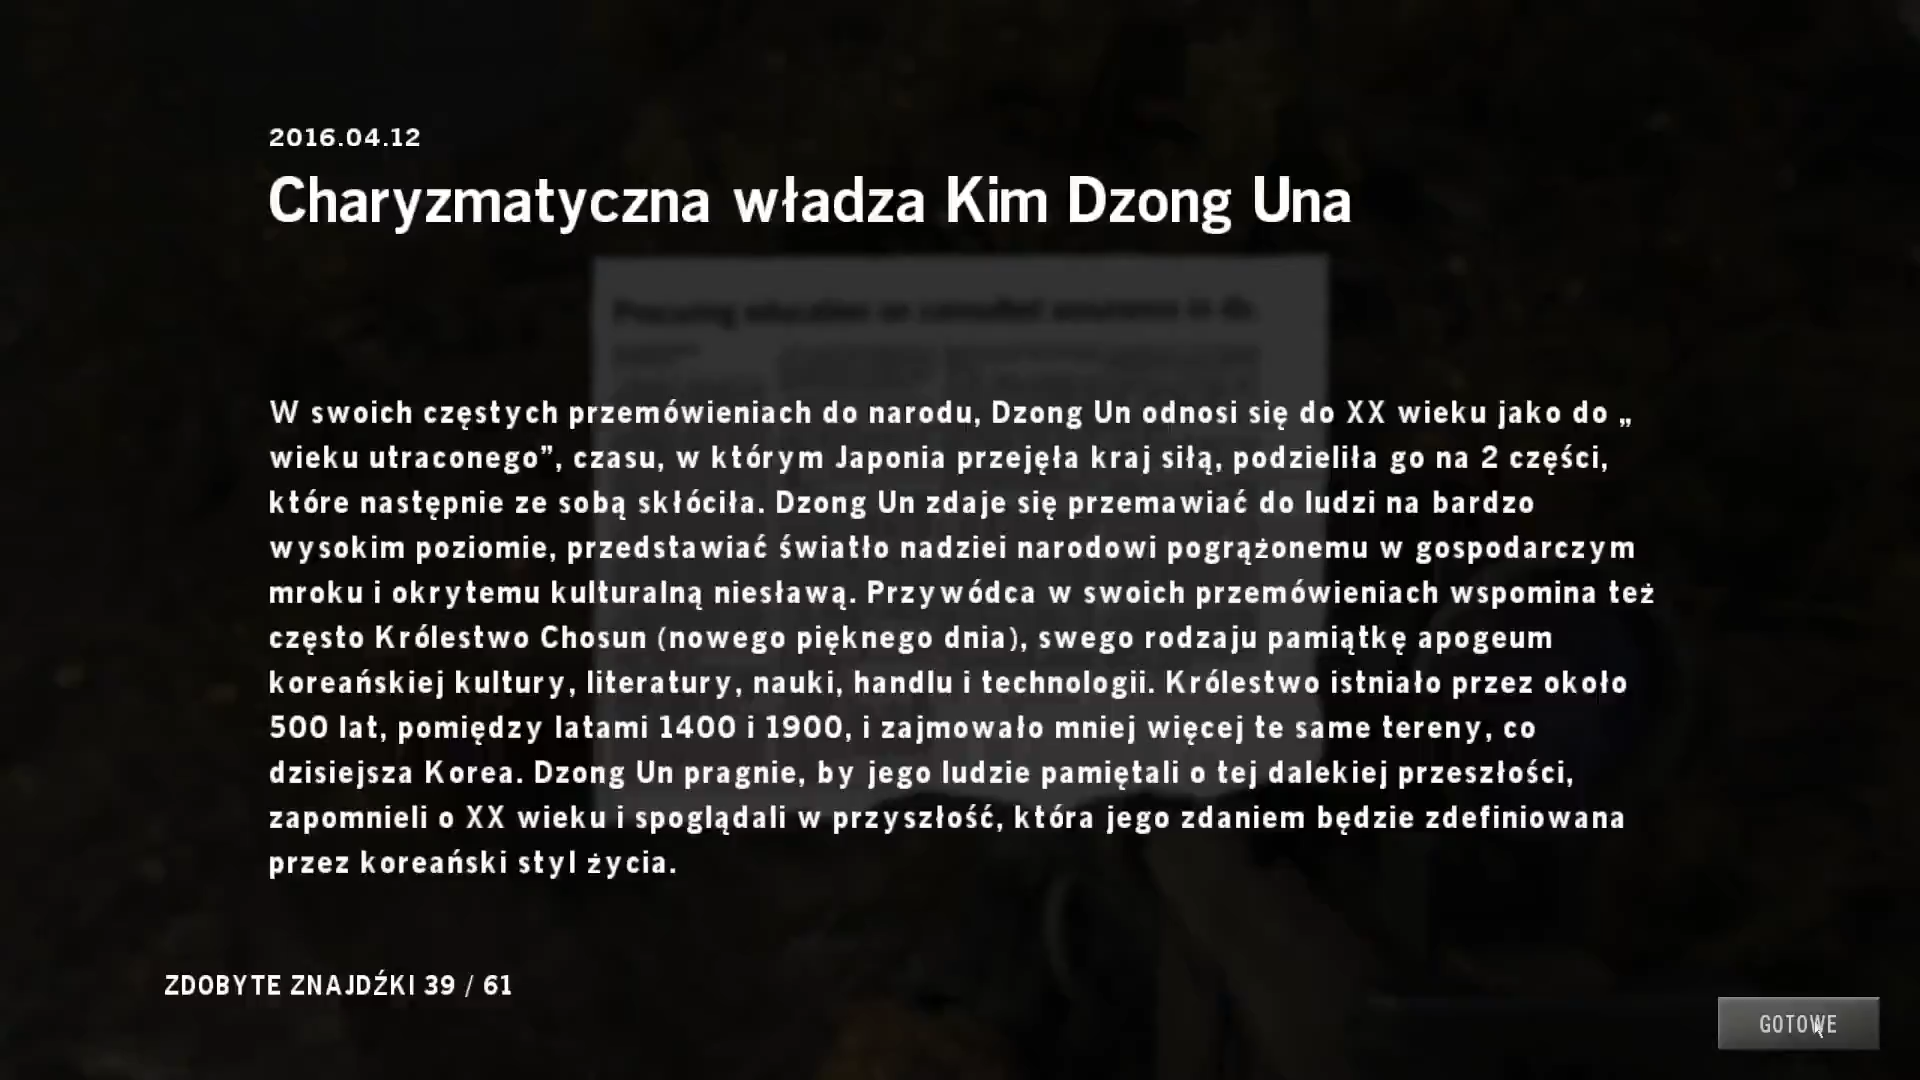 2016.04.12
Charyzmatyczna władza Kim Dzong Una
W swoich częstych przemówieniach do narodu, Dzong Un odnosi się do XX wieku jako do „
wieku utraconego”, czasu, w którym Japonia przejęła kraj siłą, podzieliła go na 2 części,
które następnie ze sobą skłóciła. Dzong Un zdaje się przemawiać do ludzi na bardzo
wysokim poziomie, przedstawiać światło nadziei narodowi pogrążonemu w gospodarczym
mroku i okrytemu kulturalną niesławą. Przywódca w swoich przemówieniach wspomina też
często Królestwo Chosun (nowego pięknego dnia), swego rodzaju pamiątkę apogeum
koreańskiej kultury, literatury, nauki, handlu i technologii. Królestwo istniało przez około
500 lat, pomiędzy latami 1400 i 1900, i zajmowało mniej więcej te same tereny, co
dzisiejsza Korea. Dzong Un pragnie, by jego ludzie pamiętali o tej dalekiej przeszłości,
zapomnieli o XX wieku i spoglądali w przyszłość, która jego zdaniem będzie zdefiniowana
przez koreański styl życia.
ZDOBYTE ZNAJDŹKI 39 / 61
GOTOWE